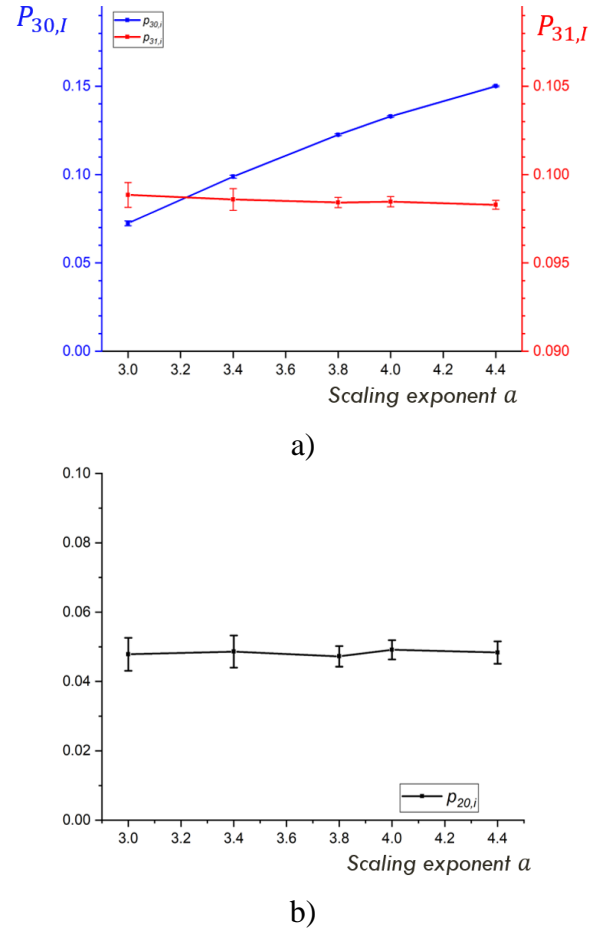 P30,I
P31,I
p30,i
p31,i
0.15
0.10
0.05
0.00
0.105
0.100
0.095
0.090
3.0 3.2 3.4 3.6 3.8 4.0 4.2 4.4
Scaling exponent a
a)
0.10
0.08
0.06
0.04
0.02
0.00
p20,i
3.0 3.2 3.4 3.6 3.8 4.0 4.2 4.4
Scaling exponent a
b)